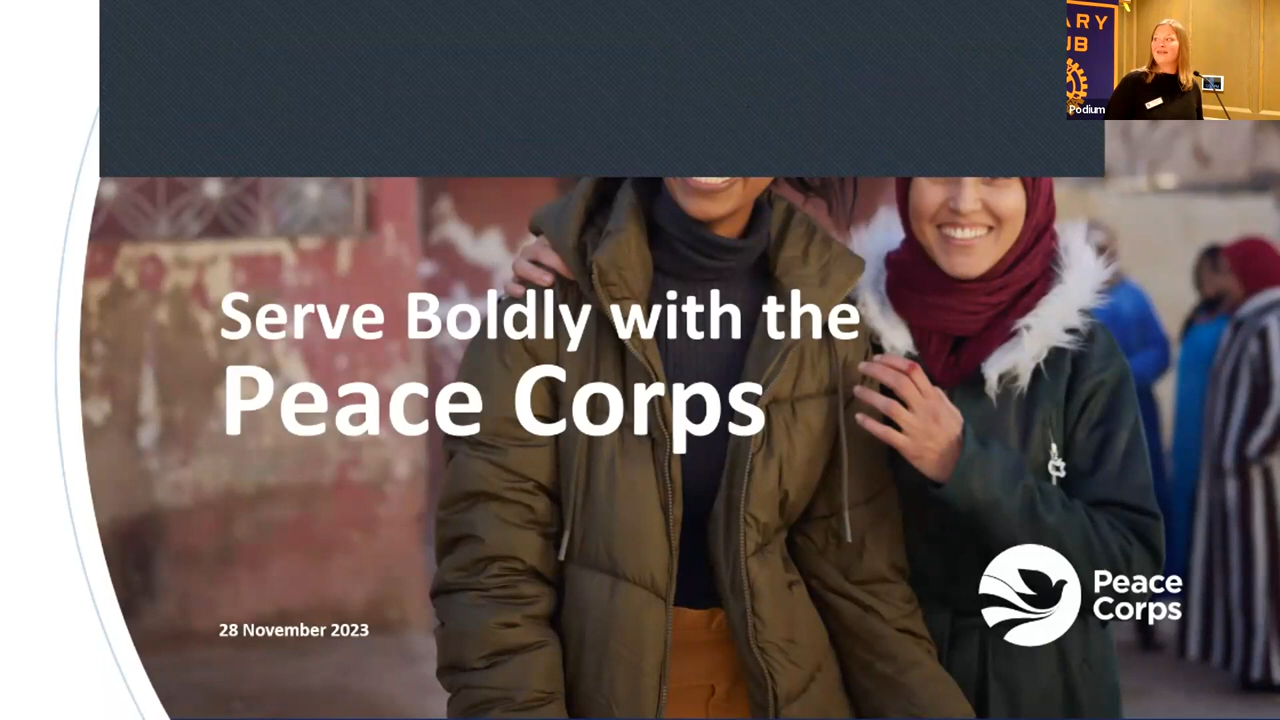 ARY
UB
Podium
Serve Boldly with the
Peace Corps
28 November 2023
Peace
Corps